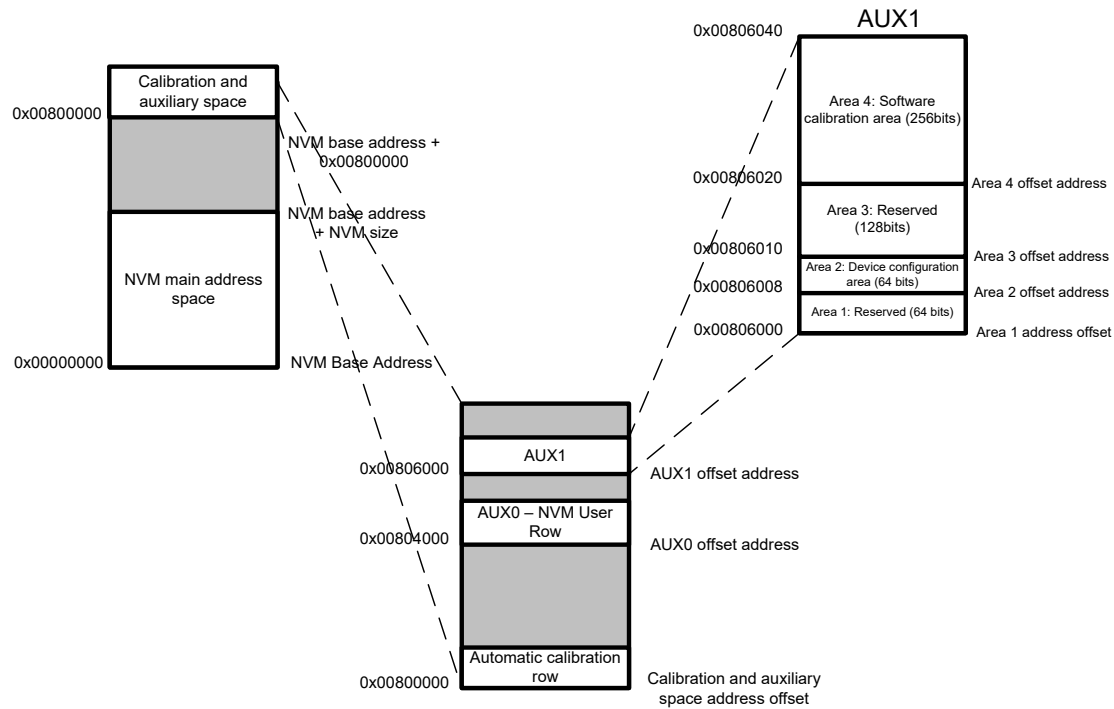 AUX1
0x00806040
Area 4: Software
calibration area (256bits)
0x00806020
Area 4 offset address
Area 3: Reserved
(128bits)
0x00806010
Area 3 offset address
Area 2: Device configuration
area (64 bits)
0x00806008
Area 2 offset address
Area 1: Reserved (64 bits)
0x00806000
Area 1 address offset
Calibration and
auxiliary space
0x00800000
NVM base address +
0x00800000
NVM base address
+ NVM size
NVM main address
space
0x00000000
NVM Base Address
AUX1
0x00806000
AUX1 offset address
AUX0 – NVM User
Row
0x00804000
AUX0 offset address
Automatic calibration
row
0x00800000
Calibration and auxiliary
space address offset